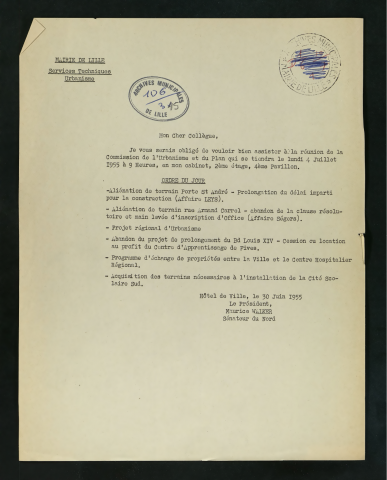 MAIRIE DE LILLE
Services Techniques
Urbanisme
ARCHIVES MUNICIPALES
106
3 45
DE LILLE
Mon Cher Collègue,
Je vous serais obligé de vouloir bien assister à la réunion de la
Commission de l'Urbanisme et du Plan qui se tiendra le lundi 4 Juillet
1955 à 9 Heures, en mon cabinet, 2ème étage, 4ème Pavillon.
ORDRE DU JOUR
-Aliénation de terrain Porte St André - Prolongation de délai imparti
pour la construction (Affaire LEYS).
- Aliénation de terrain rue Armand Carrel - abandon de la clause résolu-
toire et main levée d'inscription d'Office (Affaire Ségers).
- Projet régional d'Urbanisme
- Abandon du projet de prolongement du Bd Louis XIV - Cession ou location
au profit du Centre d'Apprentissage de Fives,
- Programme d'échange de propriétés entre la Ville et le Centre Hospitalier
Régional,
- Acquisition des terrains nécessaires à l'installation de la Cité Sco-
laire Sud.
Hôtel de Ville, le 30 Juin 1955
Le Président,
Maurice WALKER
Sénateur du Nord